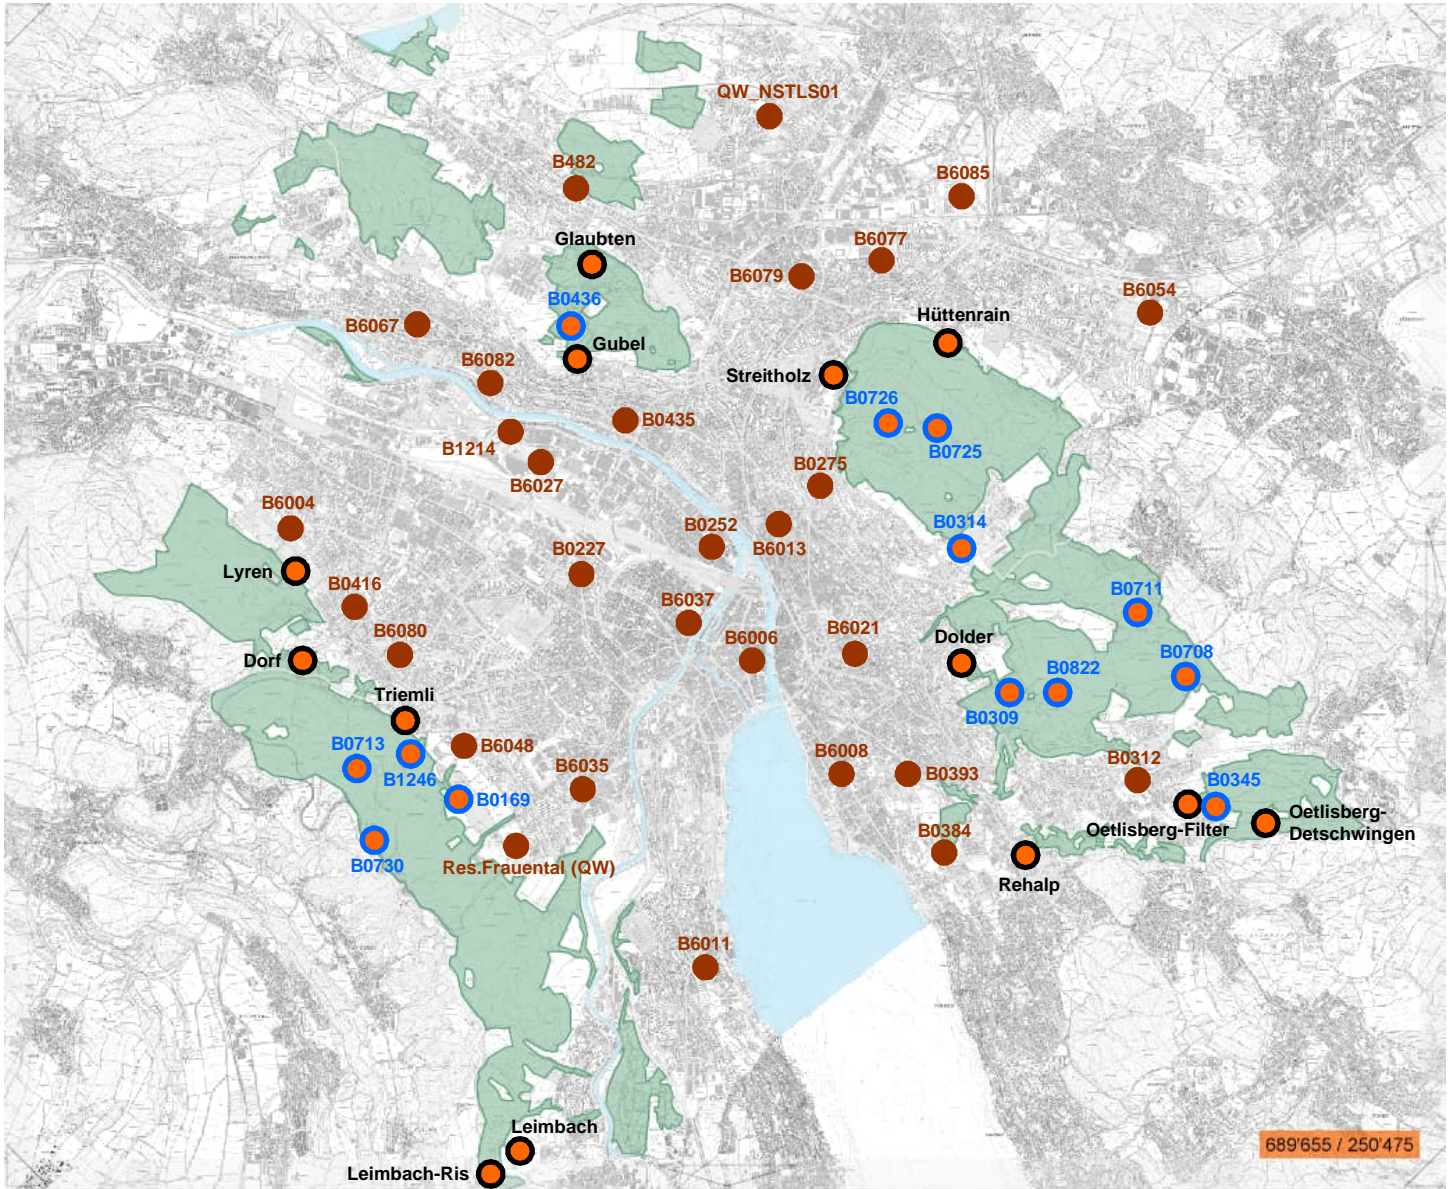 QW_NSTLS01
B482
B6085
Glaubten
B6077
B6079
B0436
B6054
B6067
Hüttenrain
Gubel
B6082
Streitholz
B0726
B0435
B1214
B0725
B0275
B6027
B6004
B0252
B0314
B6013
B0227
Lyren
B0416
B0711
B6037
B6080
B6006
B6021
Dolder
Dorf
B0708
B0822
Triemli
B0309
B0713
B6048
B1246
B6035
B6008
B0393
B0312
B0345
B0169
Oetlisberg-
Detschwingen
Oetlisberg-Filter
B0384
B0730
Res.Frauental (QW)
Rehalp
B6011
Leimbach
689'655 / 250'475
Leimbach-Ris